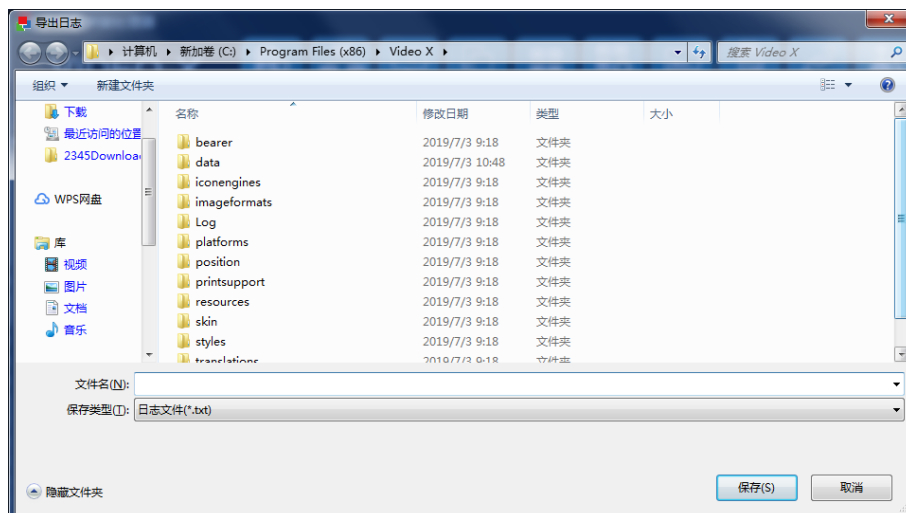 导出日志
计算机 新加卷 (C:) Program Files (x86) Video X
搜索 Video X
组织 新建文件夹
下载
最近访问的位置
2345Downloa
WPS网盘
库
视频
图片
文档
音乐
名称 修改日期 类型 大小
bearer 2019/7/3 9:18 文件夹
data 2019/7/3 10:48 文件夹
iconengines 2019/7/3 9:18 文件夹
imageformats 2019/7/3 9:18 文件夹
Log 2019/7/3 9:18 文件夹
platforms 2019/7/3 9:18 文件夹
position 2019/7/3 9:18 文件夹
printsupport 2019/7/3 9:18 文件夹
resources 2019/7/3 9:18 文件夹
skin 2019/7/3 9:18 文件夹
styles 2019/7/3 9:18 文件夹
translations 2019/7/3 9:18 文件夹
文件名(N):
保存类型(T): 日志文件(*.txt)
隐藏文件夹 保存(S) 取消